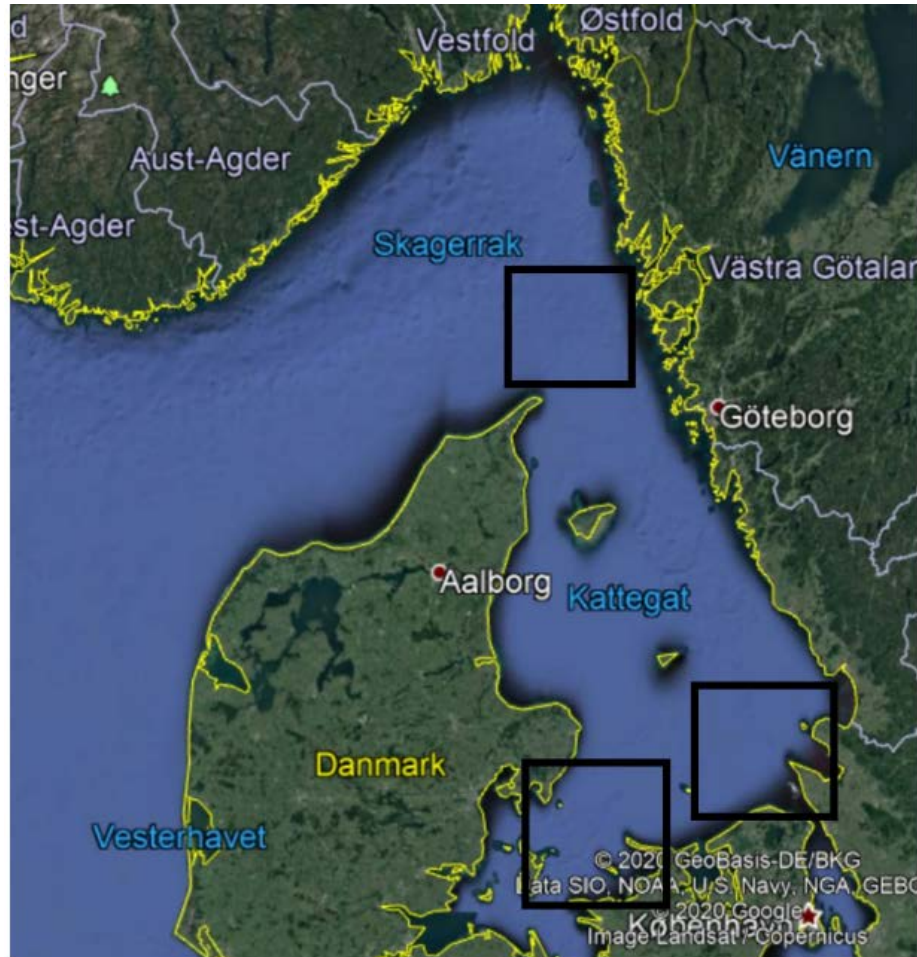 Østfold
Vestfold
d
nger
Aust-Agder
Vänern
est-Agder
Skagerrak
Västra Götalan
Göteborg
Aalborg
Kattegat
Danmark
Vesterhavet
© 2020 GeoBasis-DE/BKG
Data SIO, NOAA, U.S. Navy, NGA, GEBC
© 2020 Google
København
Image Landsat / Copernicus